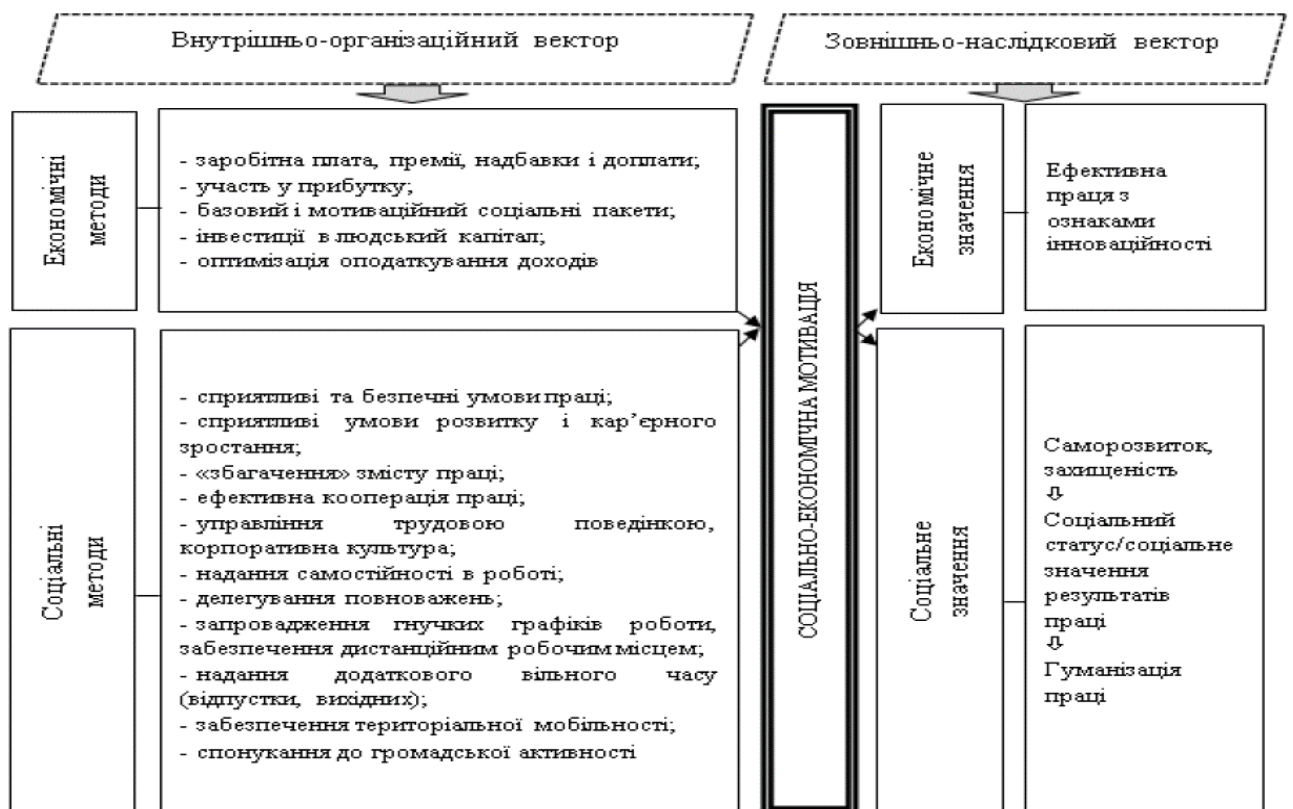 Внутрішньо-організаційний вектор
Зовнішньо-наслідковий вектор
Економічні
методи
- заробітна плата, премії, надбавки і доплати;
- участь у прибутку;
- базовий і мотиваційний соціальні пакети;
- інвестиції в людський капітал;
- оптимізація оподаткування доходів
Соціальні
методи
- сприятливі та безпечні умови праці;
- сприятливі умови розвитку і кар’єрного
зростання;
- «збагачення» змісту праці;
- ефективна кооперація праці;
- управління трудовою поведінкою,
корпоративна культура;
- надання самостійності в роботі;
- делегування повноважень;
- запровадження гнучких графіків роботи,
забезпечення дистанційним робочим місцем;
- надання додаткового вільного часу
(відпустки, вихідних);
- забезпечення територіальної мобільності;
- спонукання до громадської активності
СОЦІАЛЬНО-ЕКОНОМІЧНА МОТИВАЦІЯ
Економічне
значення
Ефективна
праця з
ознаками
інноваційності
Соціальне
значення
Саморозвиток,
захищеність
Соціальний
статус/соціальне
значення
результатів
праці
Гуманізація
праці